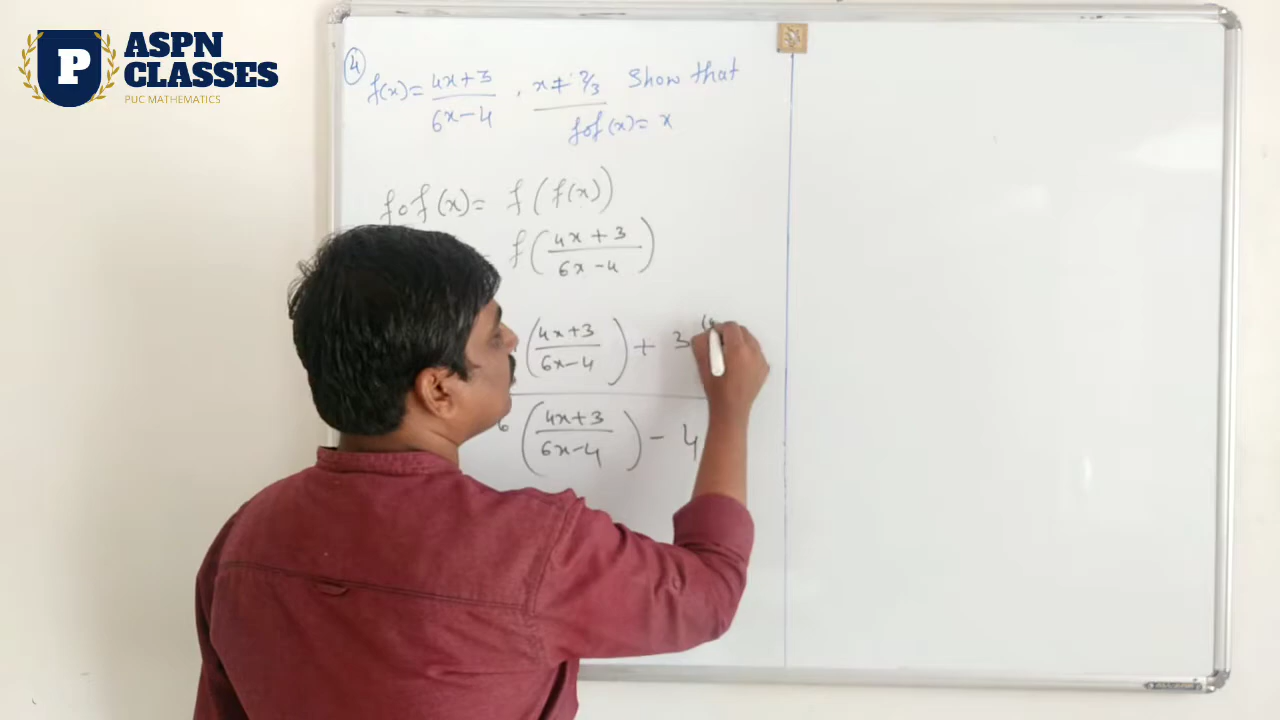 P
ASPN
CLASSES
PUC MATHEMATICS
4
f(x) = 4x+3 / 6x-4 , x ≠ 2/3 Show that
fof(x) = x
fof(x) = f(f(x))
f(4x+3 / 6x-4)
(4x+3 / 6x-4) + 3
6 (4x+3 / 6x-4) - 4